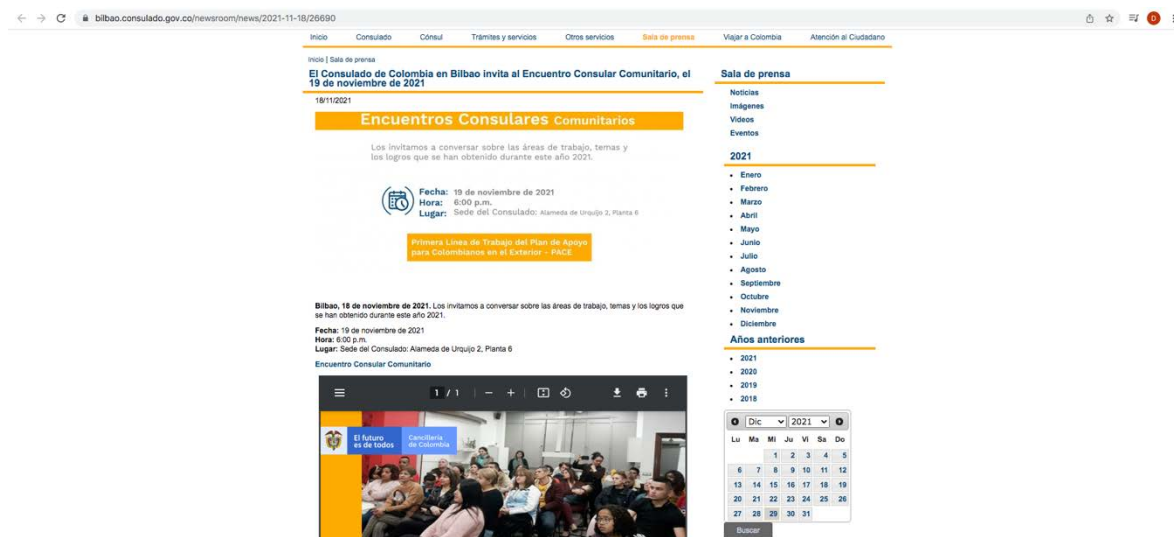 bilbao.consulado.gov.co/newsroom/news/2021-11-18/26690
D
Inicio Consulado Cónsul Trámites y servicios Otros servicios Sala de prensa Viajar a Colombia Atención al Ciudadano
Inicio | Sala de prensa
El Consulado de Colombia en Bilbao invita al Encuentro Consular Comunitario, el
19 de noviembre de 2021
18/11/2021
Encuentros Consulares Comunitarios
Los invitamos a conversar sobre las áreas de trabajo, temas y
los logros que se han obtenido durante este año 2021.
Fecha: 19 de noviembre de 2021
Hora: 6:00 p.m.
Lugar: Sede del Consulado: Alameda de Urquijo 2, Planta 6
Primera Linea de Trabajo del Plan de Apoyo
para Colombianos en el Exterior - PACE
Bilbao, 18 de noviembre de 2021. Los invitamos a conversar sobre las áreas de trabajo, temas y los logros que
se han obtenido durante este año 2021.
Fecha: 19 de noviembre de 2021
Hora: 6:00 p.m.
Lugar: Sede del Consulado: Alameda de Urquijo 2, Planta 6
Encuentro Consular Comunitario
1 / 1
El futuro
es de todos
Cancillería
de Colombia
Sala de prensa
Noticias
Imágenes
Videos
Eventos
2021
Enero
Febrero
Marzo
Abril
Mayo
Junio
Julio
Agosto
Septiembre
Octubre
Noviembre
Diciembre
Años anteriores
2021
2020
2019
2018
Dic 2021
Lu Ma Mi Ju Vi Sa Do
1 2 3 4 5
6 7 8 9 10 11 12
13 14 15 16 17 18 19
20 21 22 23 24 25 26
27 28 29 30 31
Buscar